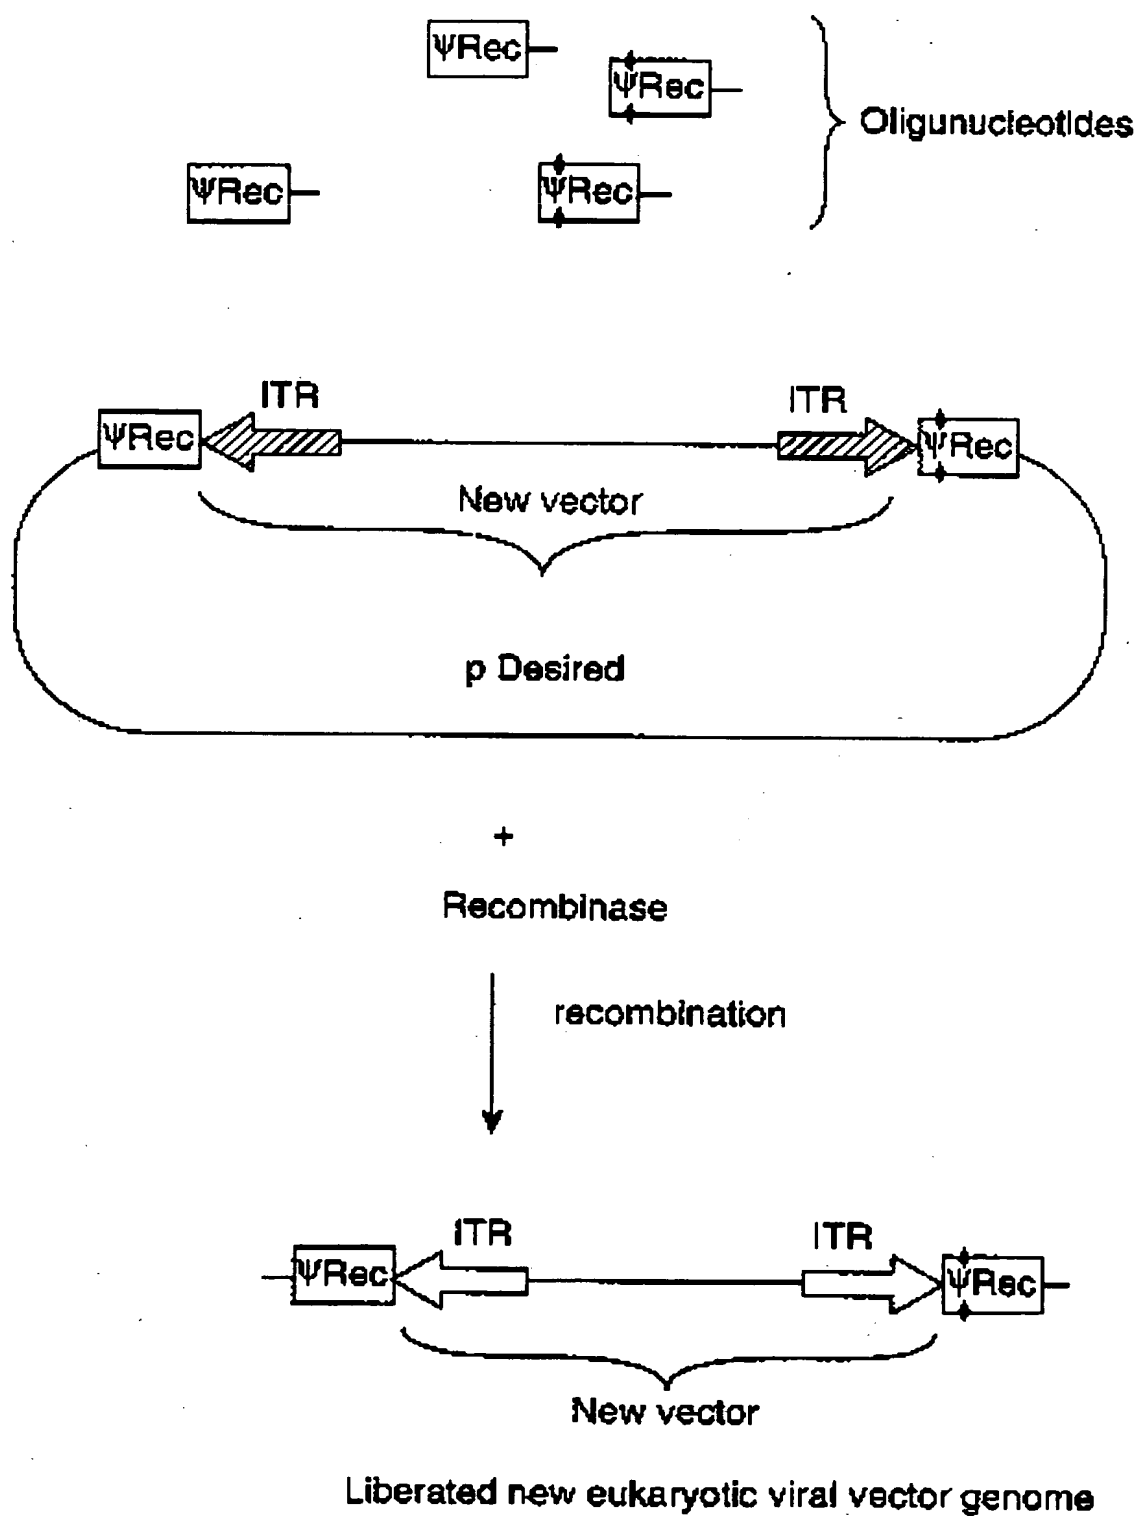 ΨRec
ΨRec
Oligunucleotides
ΨRec
ΨRec
ITR
ITR
ΨRec
ΨRec
New vector
p Desired
+
Recombinase
recombination
ITR
ITR
ΨRec
ΨRec
New vector
Liberated new eukaryotic viral vector genome